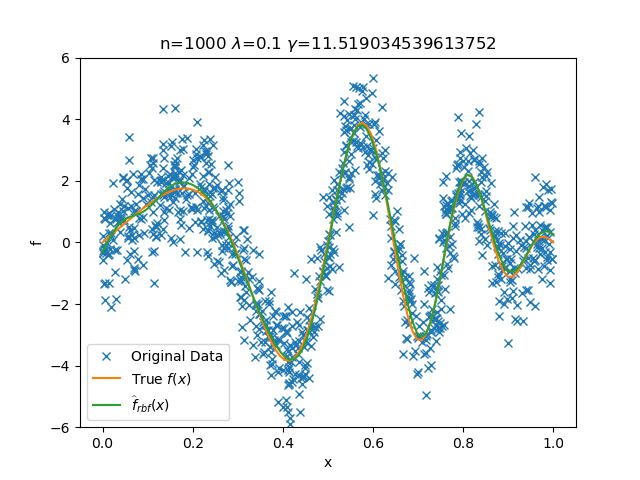 n=1000 λ=0.1 γ=11.519034539613752
f
6
4
2
0
−2
−4
−6
Original Data
True f(x)
f̂_rbf(x)
0.0 0.2 0.4 0.6 0.8 1.0
x